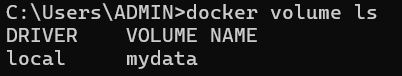 C:\Users\ADMIN>docker volume ls
DRIVER    VOLUME NAME
local     mydata